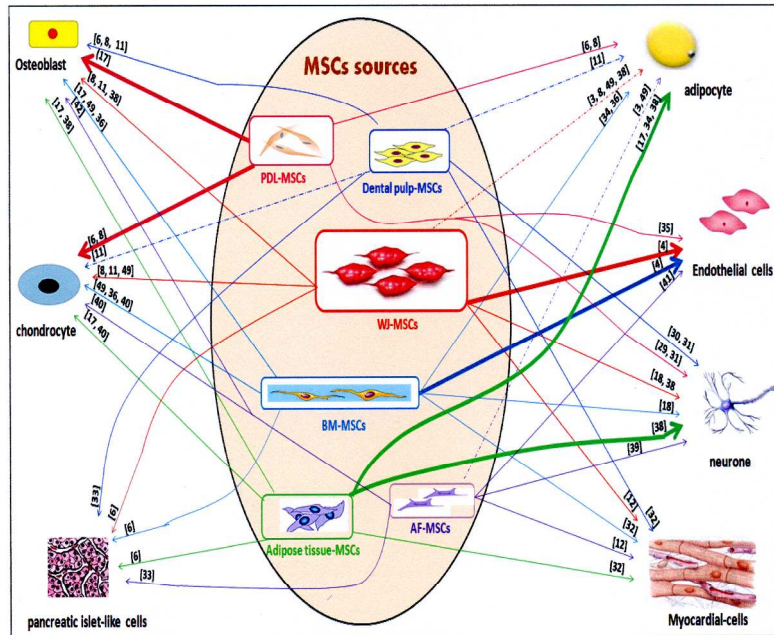 MSCs sources
Osteoblast
[6, 8, 11]
[17]
[8, 11, 38]
[17, 49, 36]
[42]
[17, 38]
PDL-MSCs
Dental pulp-MSCs
[6, 8]
[11]
[3, 8, 49, 38]
[34, 36]
[3, 49]
[17, 34, 38]
adipocyte
[6, 8]
[11]
[8, 11, 49]
[49, 36, 40]
[40]
[17, 40]
chondrocyte
WJ-MSCs
[35]
[4]
[4]
[41]
Endothelial cells
BM-MSCs
[30, 31]
[29, 31]
[18, 38
[18]
[38]
[39]
neurone
[33]
[6]
[6]
[6]
[33]
pancreatic islet-like cells
Adipose tissue-MSCs
AF-MSCs
[12]
[32]
[32]
[12]
[32]
Myocardial-cells